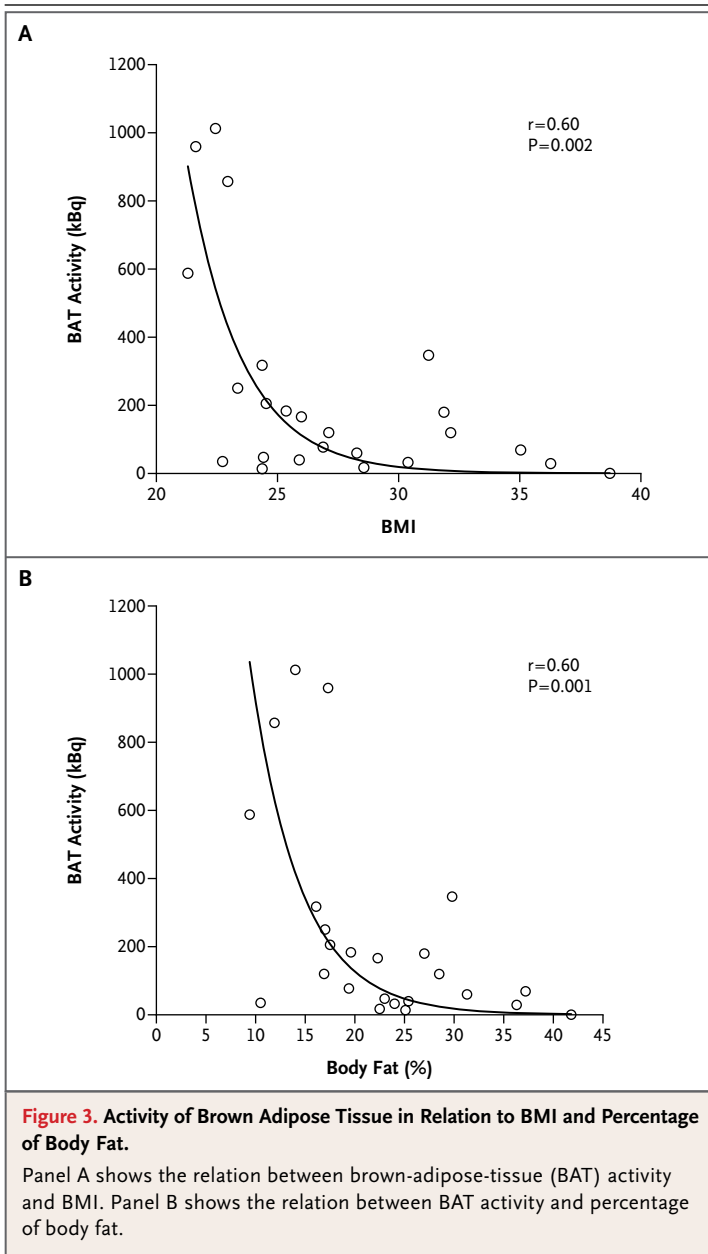 A
1200
1000
800
600
400
200
0
BAT Activity (kBq)
r=0.60
P=0.002
20 25 30 35 40
BMI
B
1200
1000
800
600
400
200
0
BAT Activity (kBq)
r=0.60
P=0.001
0 5 10 15 20 25 30 35 40 45
Body Fat (%)
Figure 3. Activity of Brown Adipose Tissue in Relation to BMI and Percentage
of Body Fat.
Panel A shows the relation between brown-adipose-tissue (BAT) activity
and BMI. Panel B shows the relation between BAT activity and percentage
of body fat.